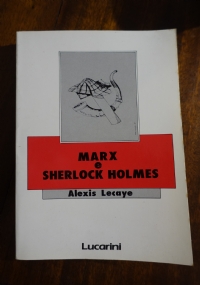 MARX
e
SHERLOCK HOLMES
Alexis Lecaye
Lucarini